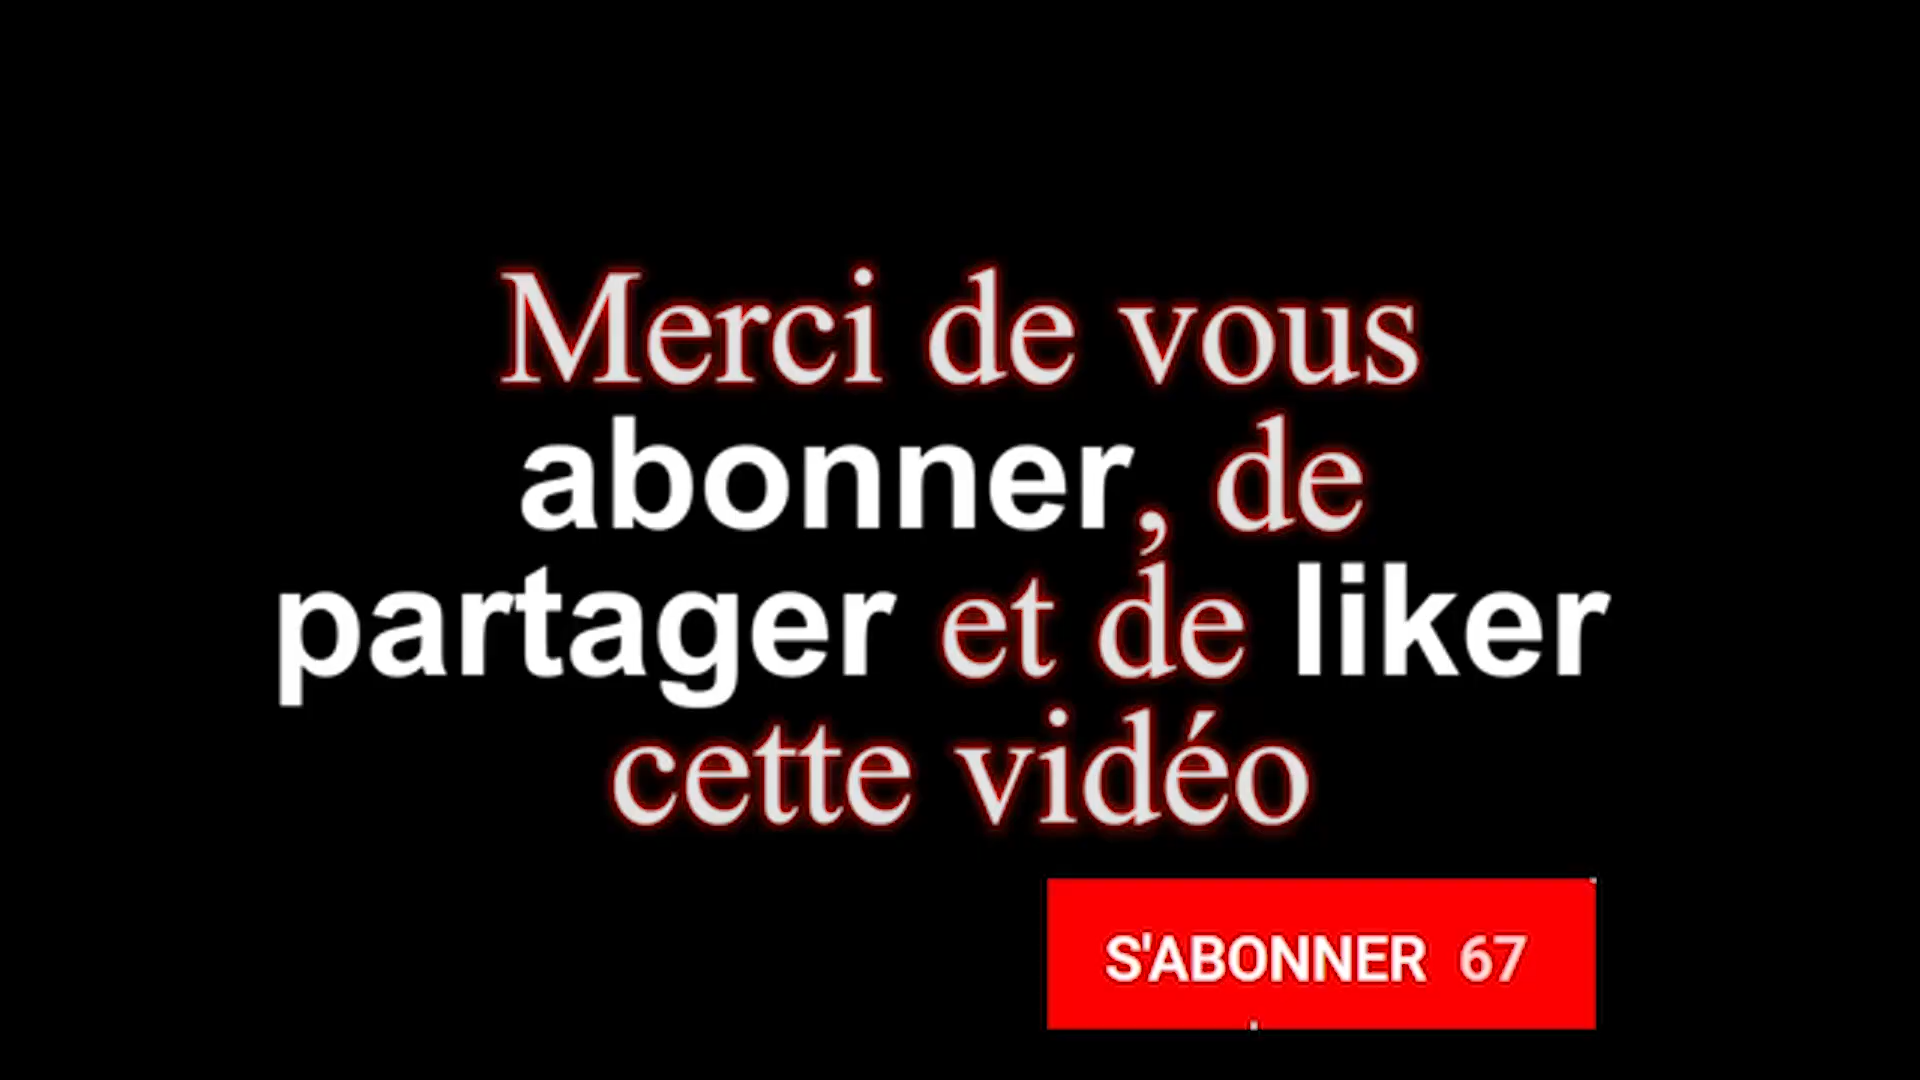 Merci de vous
abonner, de
partager et de liker
cette vidéo
S'ABONNER 67